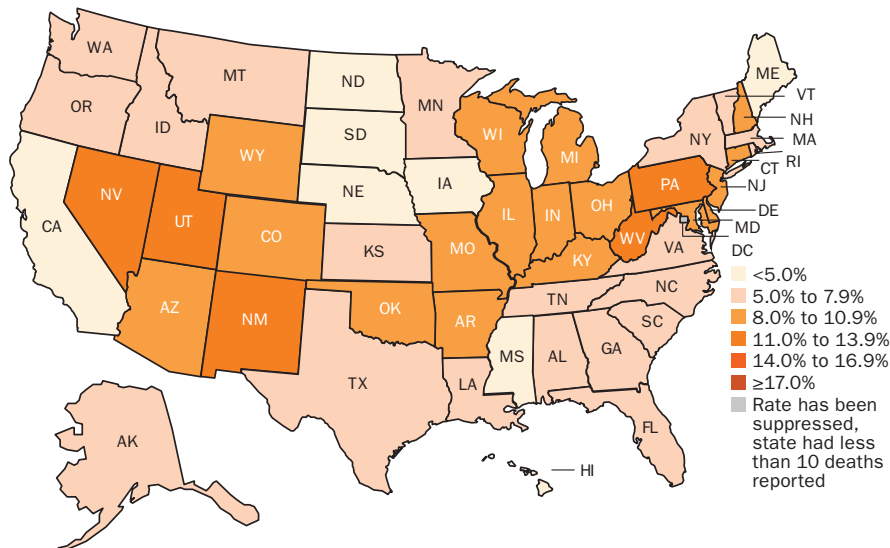 WA
MT
ND
MN
ME
VT
NH
MA
RI
CT
NJ
DE
MD
DC
OR
ID
SD
WI
NY
WY
MI
NE
IA
PA
NV
UT
CA
CO
IL
IN
OH
WV
VA
KS
MO
KY
AZ
NM
OK
AR
TN
NC
SC
MS
AL
GA
TX
LA
FL
AK
HI
<5.0%
5.0% to 7.9%
8.0% to 10.9%
11.0% to 13.9%
14.0% to 16.9%
≥17.0%
Rate has been
suppressed,
state had less
than 10 deaths
reported